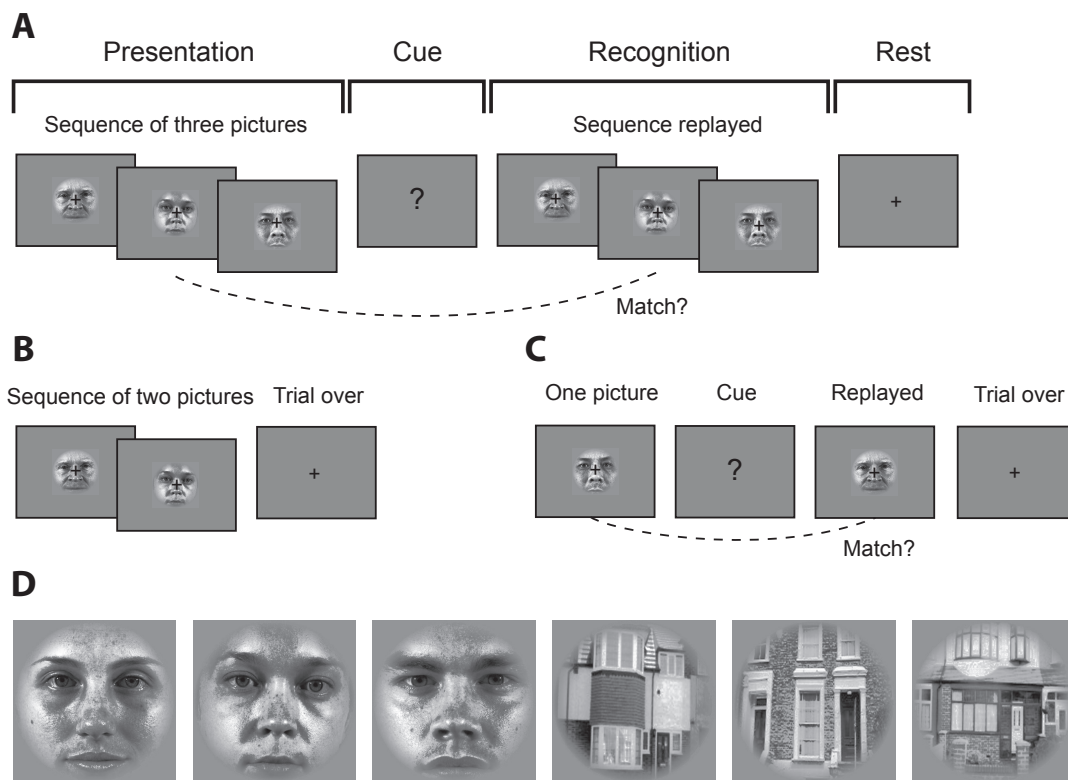 A
Presentation Cue Recognition Rest
Sequence of three pictures Sequence replayed
?
Match?
B
C
Sequence of two pictures Trial over
One picture Cue Replayed Trial over
?
Match?
D